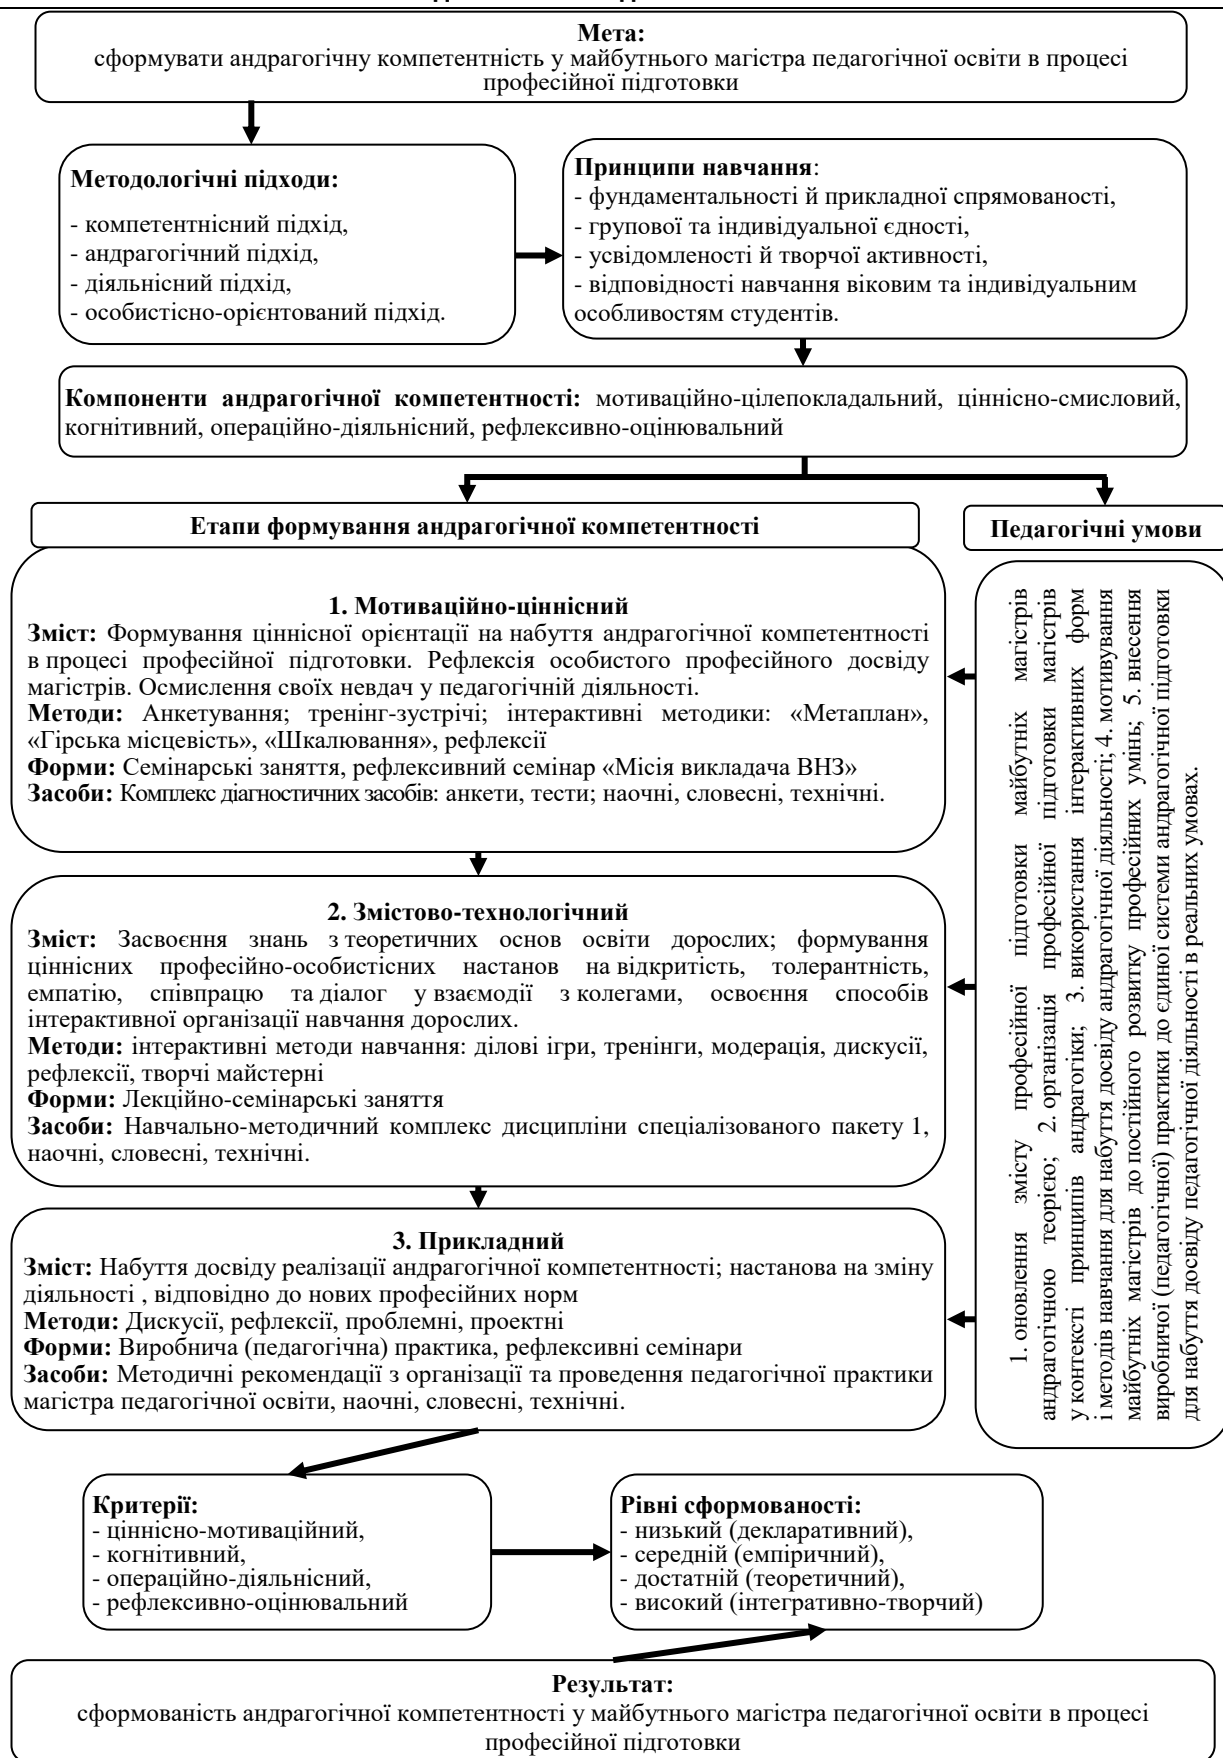 Мета:
сформувати андрагогічну компетентність у майбутнього магістра педагогічної освіти в процесі
професійної підготовки
Методологічні підходи:
- компетентнісний підхід,
- андрагогічний підхід,
- діяльнісний підхід,
- особистісно-орієнтований підхід.
Принципи навчання:
- фундаментальності й прикладної спрямованості,
- групової та індивідуальної єдності,
- усвідомленості й творчої активності,
- відповідності навчання віковим та індивідуальним
особливостям студентів.
Компоненти андрагогічної компетентності: мотиваційно-цілепокладальний, ціннісно-смисловий,
когнітивний, операційно-діяльнісний, рефлексивно-оцінювальний
Етапи формування андрагогічної компетентності
1. Мотиваційно-ціннісний
Зміст: Формування ціннісної орієнтації на набуття андрагогічної компетентності
в процесі професійної підготовки. Рефлексія особистого професійного досвіду
магістрів. Осмислення своїх невдач у педагогічній діяльності.
Методи: Анкетування; тренінг-зустрічі; інтерактивні методики: «Метаплан»,
«Гірська місцевість», «Шкалювання», рефлексії
Форми: Семінарські заняття, рефлексивний семінар «Місія викладача ВНЗ»
Засоби: Комплекс діагностичних засобів: анкети, тести; наочні, словесні, технічні.
2. Змістово-технологічний
Зміст: Засвоєння знань з теоретичних основ освіти дорослих; формування
ціннісних професійно-особистісних настанов на відкритість, толерантність,
емпатію, співпрацю та діалог у взаємодії з колегами, освоєння способів
інтерактивної організації навчання дорослих.
Методи: інтерактивні методи навчання: ділові ігри, тренінги, модерація, дискусії,
рефлексії, творчі майстерні
Форми: Лекційно-семінарські заняття
Засоби: Навчально-методичний комплекс дисципліни спеціалізованого пакету 1,
наочні, словесні, технічні.
3. Прикладний
Зміст: Набуття досвіду реалізації андрагогічної компетентності; настанова на зміну
діяльності , відповідно до нових професійних норм
Методи: Дискусії, рефлексії, проблемні, проектні
Форми: Виробнича (педагогічна) практика, рефлексивні семінари
Засоби: Методичні рекомендації з організації та проведення педагогічної практики
магістра педагогічної освіти, наочні, словесні, технічні.
Педагогічні умови
1. оновлення змісту професійної підготовки майбутніх магістрів
андрагогічною теорією; 2. організація професійної підготовки магістрів
у контексті принципів андрагогіки; 3. використання інтерактивних форм
і методів навчання для набуття досвіду андрагогічної діяльності; 4. мотивування
майбутніх магістрів до постійного розвитку професійних умінь; 5. внесення
виробничої (педагогічної) практики до єдиної системи андрагогічної підготовки
для набуття досвіду педагогічної діяльності в реальних умовах.
Критерії:
- ціннісно-мотиваційний,
- когнітивний,
- операційно-діяльнісний,
- рефлексивно-оцінювальний
Рівні сформованості:
- низький (декларативний),
- середній (емпіричний),
- достатній (теоретичний),
- високий (інтегративно-творчий)
Результат:
сформованість андрагогічної компетентності у майбутнього магістра педагогічної освіти в процесі
професійної підготовки